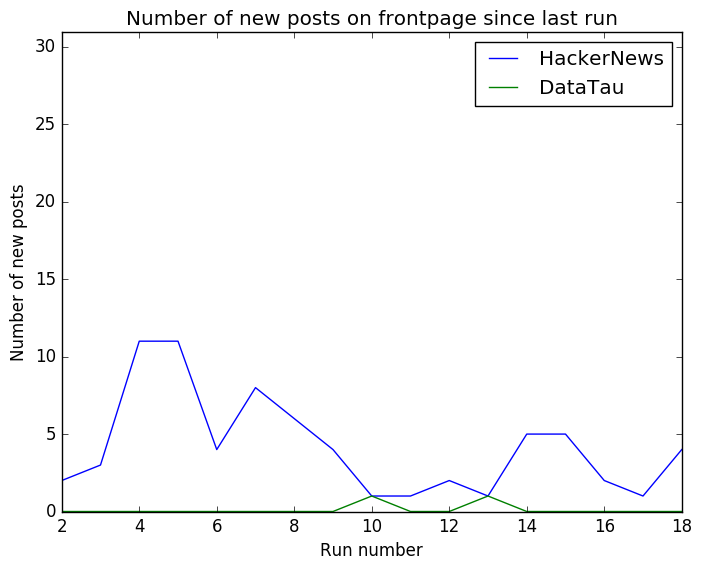 Number of new posts on frontpage since last run
HackerNews
DataTau
Number of new posts
30
25
20
15
10
5
0
2 4 6 8 10 12 14 16 18
Run number